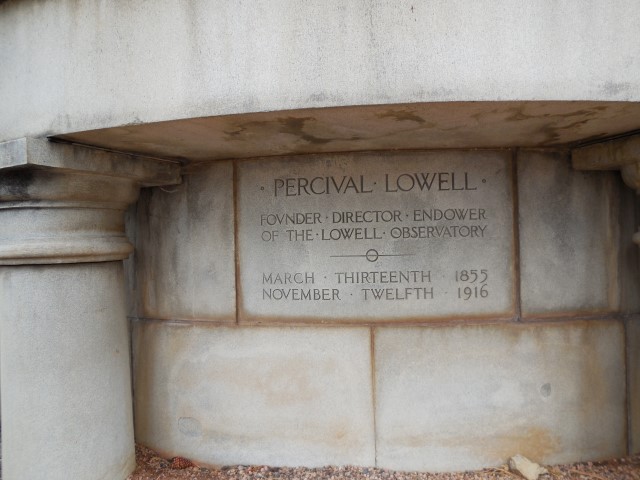 · PERCIVAL · LOWELL ·
FOVNDER · DIRECTOR · ENDOWER
OF · THE · LOWELL · OBSERVATORY
MARCH · THIRTEENTH · 1855
NOVEMBER · TWELFTH · 1916